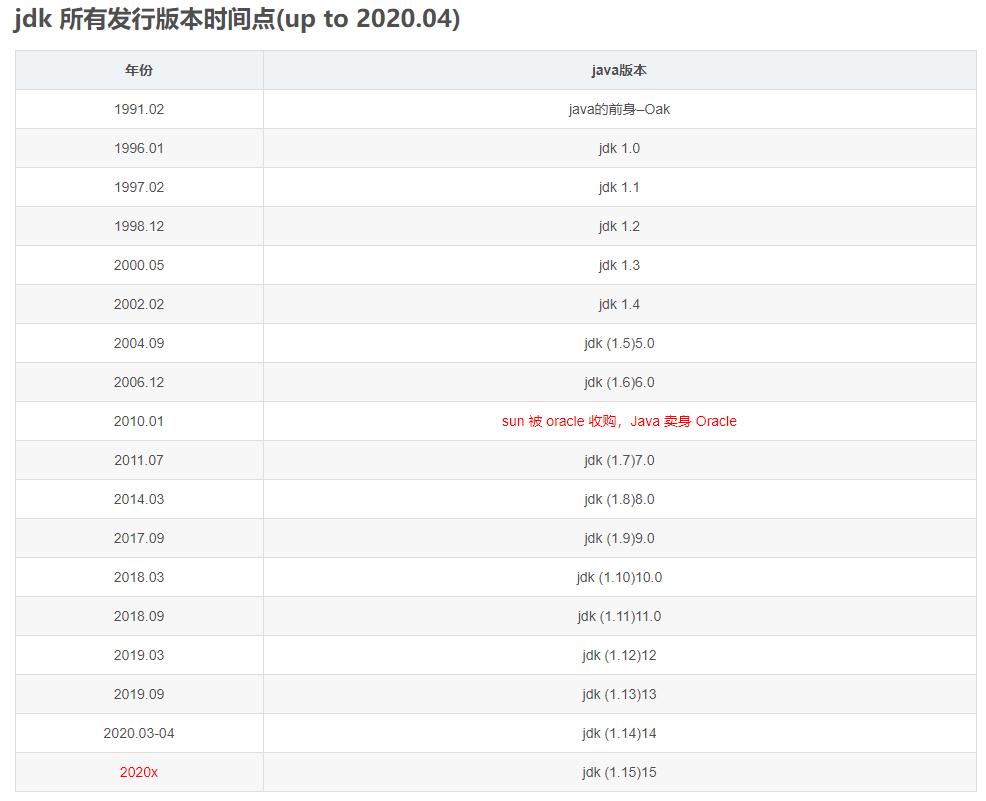 jdk 所有发行版本时间点(up to 2020.04)
年份 java版本
1991.02 java的前身–Oak
1996.01 jdk 1.0
1997.02 jdk 1.1
1998.12 jdk 1.2
2000.05 jdk 1.3
2002.02 jdk 1.4
2004.09 jdk (1.5)5.0
2006.12 jdk (1.6)6.0
2010.01 sun 被 oracle 收购，Java 卖身 Oracle
2011.07 jdk (1.7)7.0
2014.03 jdk (1.8)8.0
2017.09 jdk (1.9)9.0
2018.03 jdk (1.10)10.0
2018.09 jdk (1.11)11.0
2019.03 jdk (1.12)12
2019.09 jdk (1.13)13
2020.03-04 jdk (1.14)14
2020x jdk (1.15)15